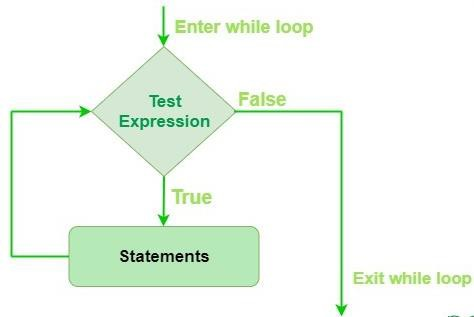 Enter while loop
Test
Expression
False
True
Statements
Exit while loop